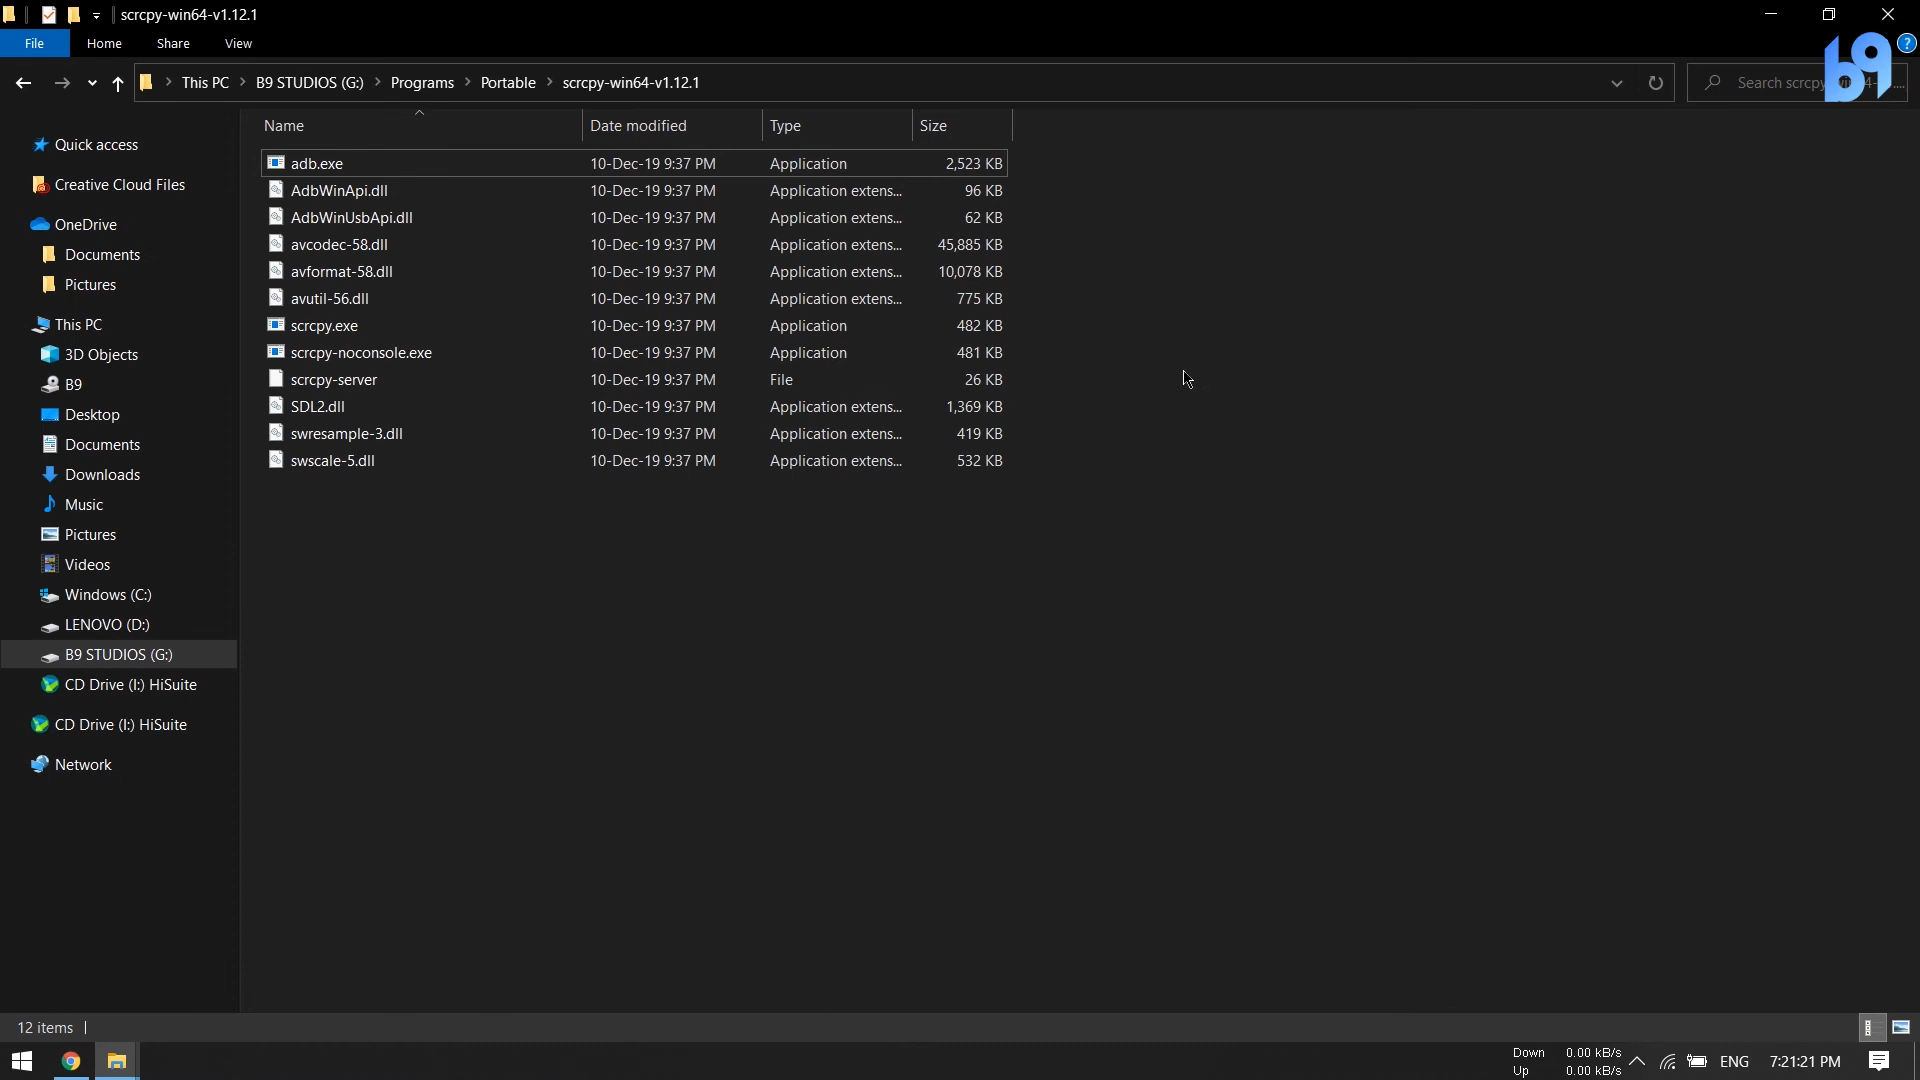 scrcpy-win64-v1.12.1
File Home Share View
This PC B9 STUDIOS (G:) Programs Portable scrcpy-win64-v1.12.1
Search scrcpy
b9
?
Name Date modified Type Size
adb.exe 10-Dec-19 9:37 PM Application 2,523 KB
AdbWinApi.dll 10-Dec-19 9:37 PM Application extens... 96 KB
AdbWinUsbApi.dll 10-Dec-19 9:37 PM Application extens... 62 KB
avcodec-58.dll 10-Dec-19 9:37 PM Application extens... 45,885 KB
avformat-58.dll 10-Dec-19 9:37 PM Application extens... 10,078 KB
avutil-56.dll 10-Dec-19 9:37 PM Application extens... 775 KB
scrcpy.exe 10-Dec-19 9:37 PM Application 482 KB
scrcpy-noconsole.exe 10-Dec-19 9:37 PM Application 481 KB
scrcpy-server 10-Dec-19 9:37 PM File 26 KB
SDL2.dll 10-Dec-19 9:37 PM Application extens... 1,369 KB
swresample-3.dll 10-Dec-19 9:37 PM Application extens... 419 KB
swscale-5.dll 10-Dec-19 9:37 PM Application extens... 532 KB
Quick access
Creative Cloud Files
OneDrive
Documents
Pictures
This PC
3D Objects
B9
Desktop
Documents
Downloads
Music
Pictures
Videos
Windows (C:)
LENOVO (D:)
B9 STUDIOS (G:)
CD Drive (I:) HiSuite
CD Drive (I:) HiSuite
Network
12 items
Down 0.00 kB/s
Up 0.00 kB/s
ENG 7:21:21 PM